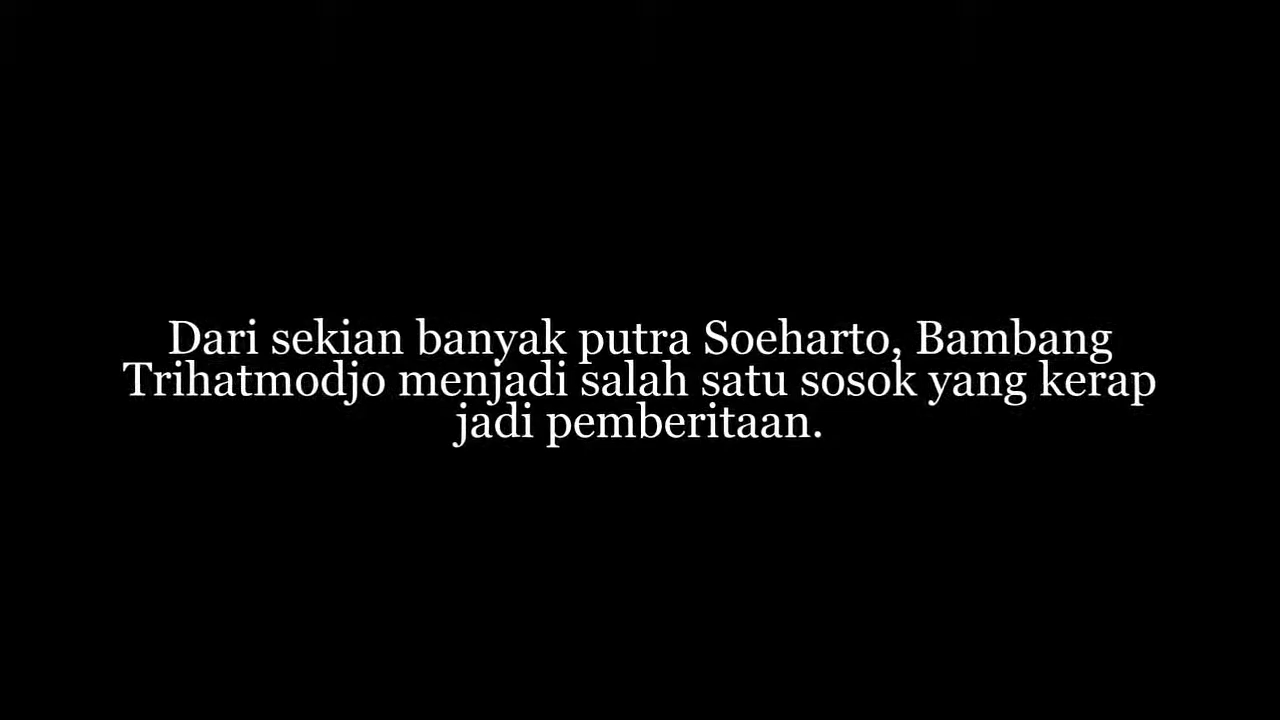 Dari sekian banyak putra Soeharto, Bambang
Trihatmodjo menjadi salah satu sosok yang kerap
jadi pemberitaan.